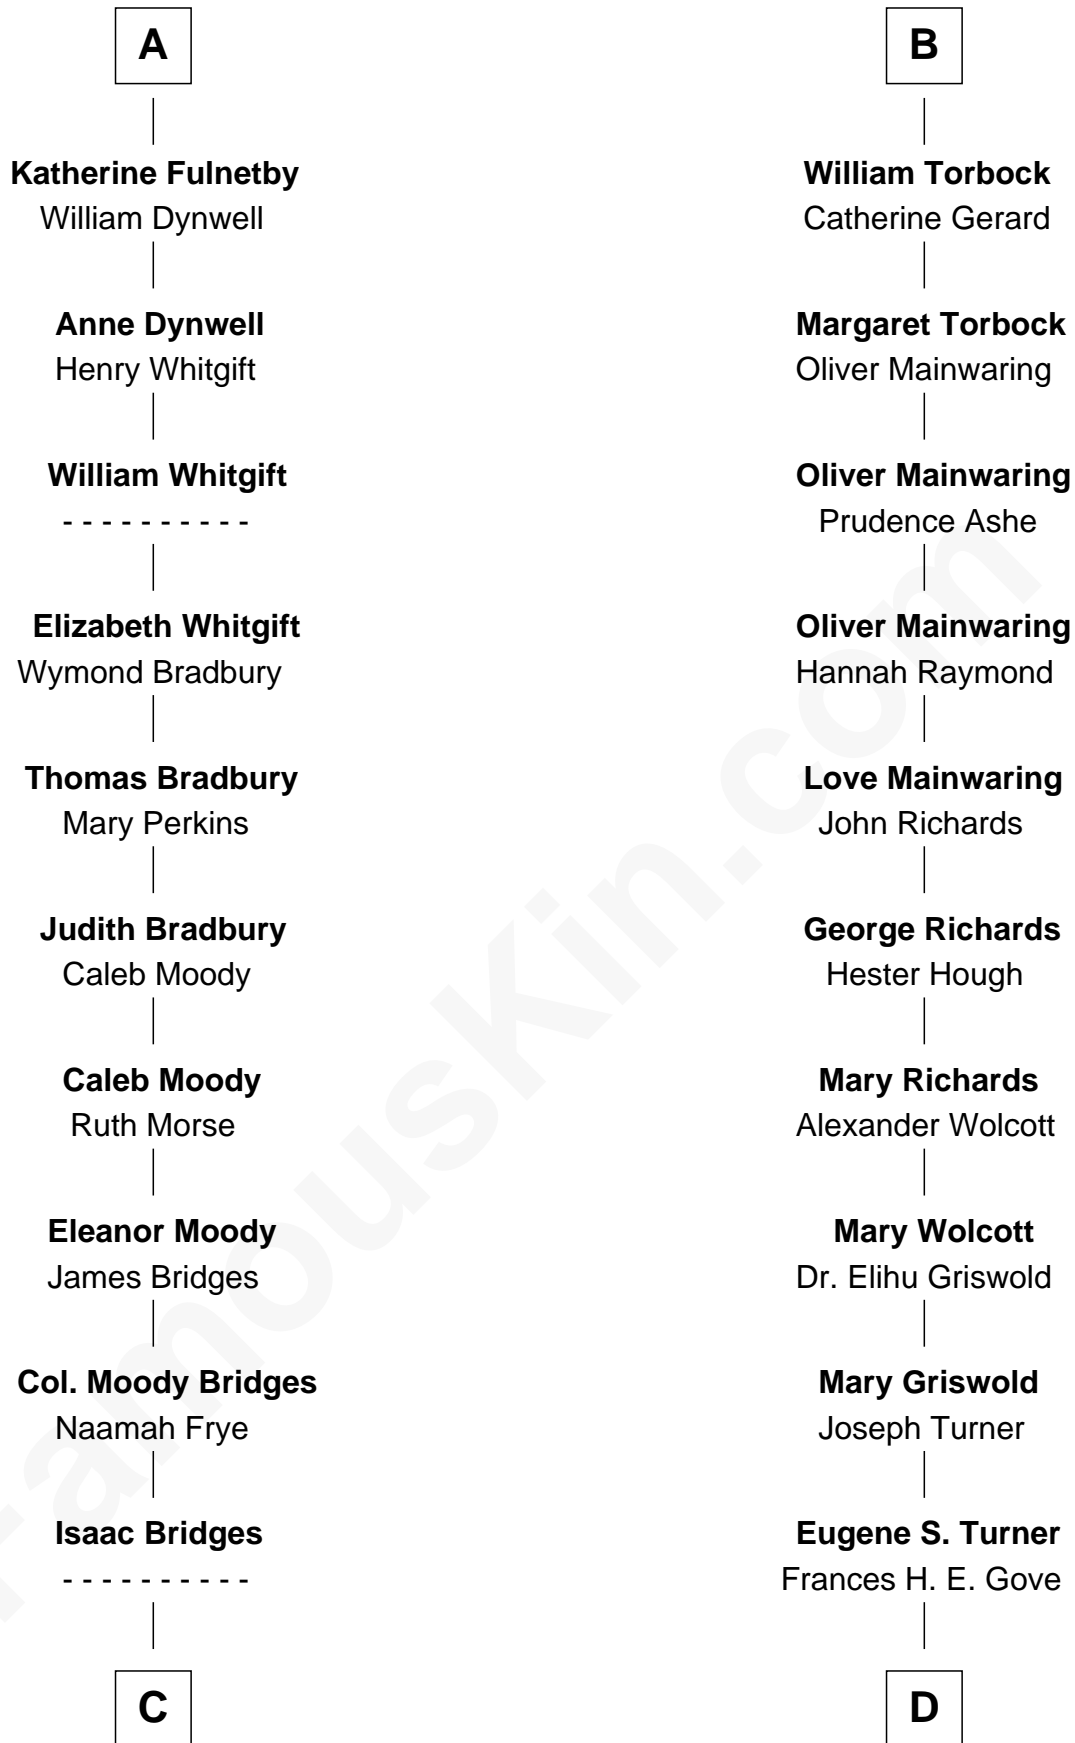 A
Katherine Fulnetby
William Dynwell
Anne Dynwell
Henry Whitgift
William Whitgift
- - - - - - - - - -
Elizabeth Whitgift
Wymond Bradbury
Thomas Bradbury
Mary Perkins
Judith Bradbury
Caleb Moody
Caleb Moody
Ruth Morse
Eleanor Moody
James Bridges
Col. Moody Bridges
Naamah Frye
Isaac Bridges
- - - - - - - - - -
C
B
William Torbock
Catherine Gerard
Margaret Torbock
Oliver Mainwaring
Oliver Mainwaring
Prudence Ashe
Oliver Mainwaring
Hannah Raymond
Love Mainwaring
John Richards
George Richards
Hester Hough
Mary Richards
Alexander Wolcott
Mary Wolcott
Dr. Elihu Griswold
Mary Griswold
Joseph Turner
Eugene S. Turner
Frances H. E. Gove
D
FamousKin.com